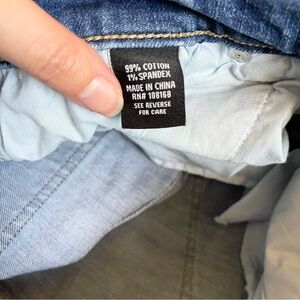 99% COTTON
1% SPANDEX
MADE IN CHINA
RN# 108168
SEE REVERSE
FOR CARE